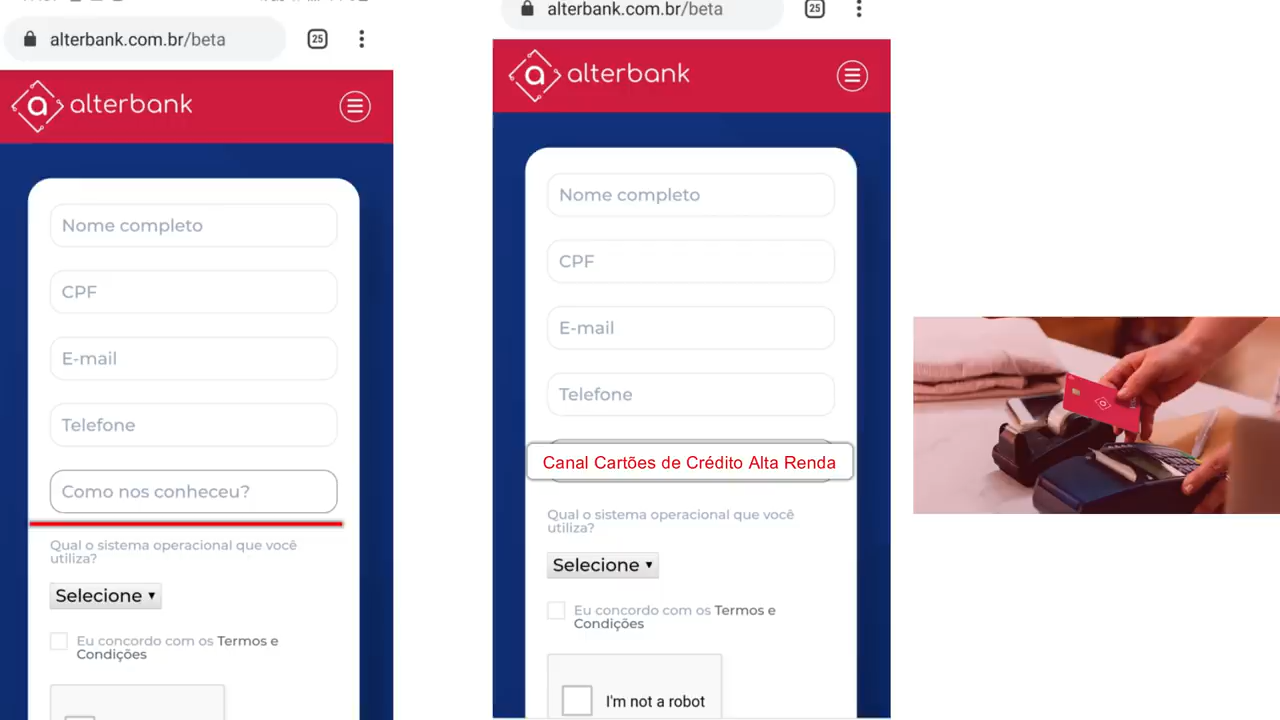 alterbank.com.br/beta
25
alterbank
Nome completo
CPF
E-mail
Telefone
Como nos conheceu?
Qual o sistema operacional que você
utiliza?
Selecione
Eu concordo com os Termos e
Condições
alterbank.com.br/beta
25
alterbank
Nome completo
CPF
E-mail
Telefone
Canal Cartões de Crédito Alta Renda
Qual o sistema operacional que você
utiliza?
Selecione
Eu concordo com os Termos e
Condições
I'm not a robot